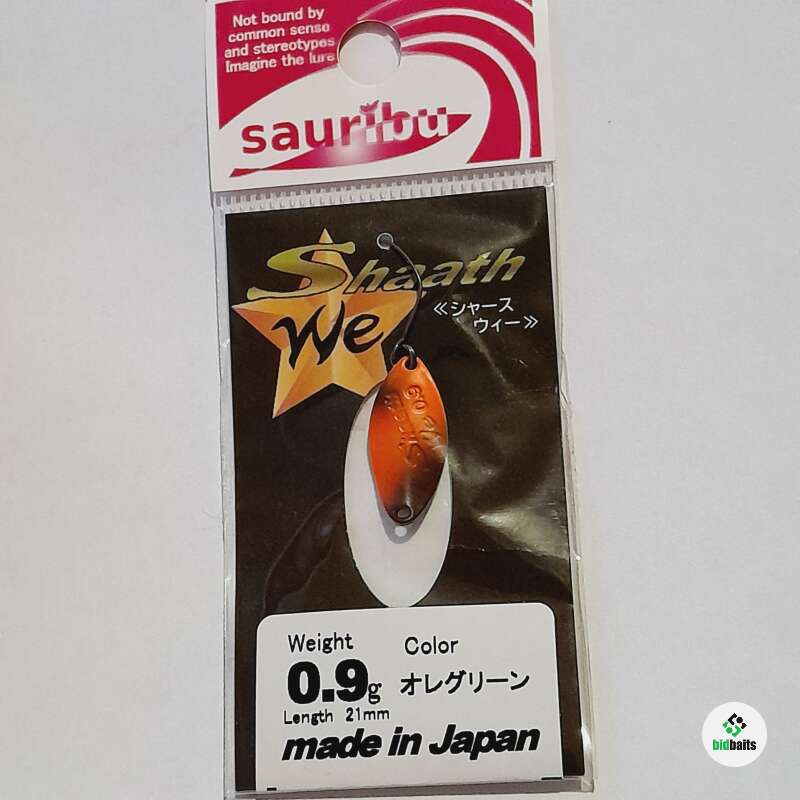 Not bound by
common sense
and stereotypes
Imagine the lure
sauribu
Shaath
We
≪シャース
ウィー≫
Weight
0.9g
Length 21mm
Color
オレグリーン
made in Japan
bidbaits